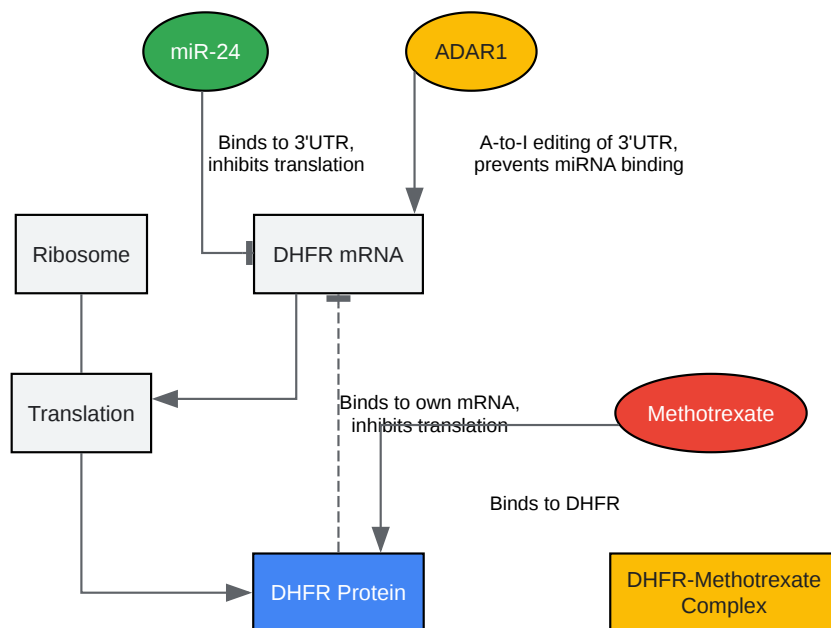 miR-24
ADAR1
Binds to 3'UTR,
inhibits translation
A-to-I editing of 3'UTR,
prevents miRNA binding
Ribosome
DHFR mRNA
Translation
Binds to own mRNA,
inhibits translation
Methotrexate
Binds to DHFR
DHFR Protein
DHFR-Methotrexate
Complex